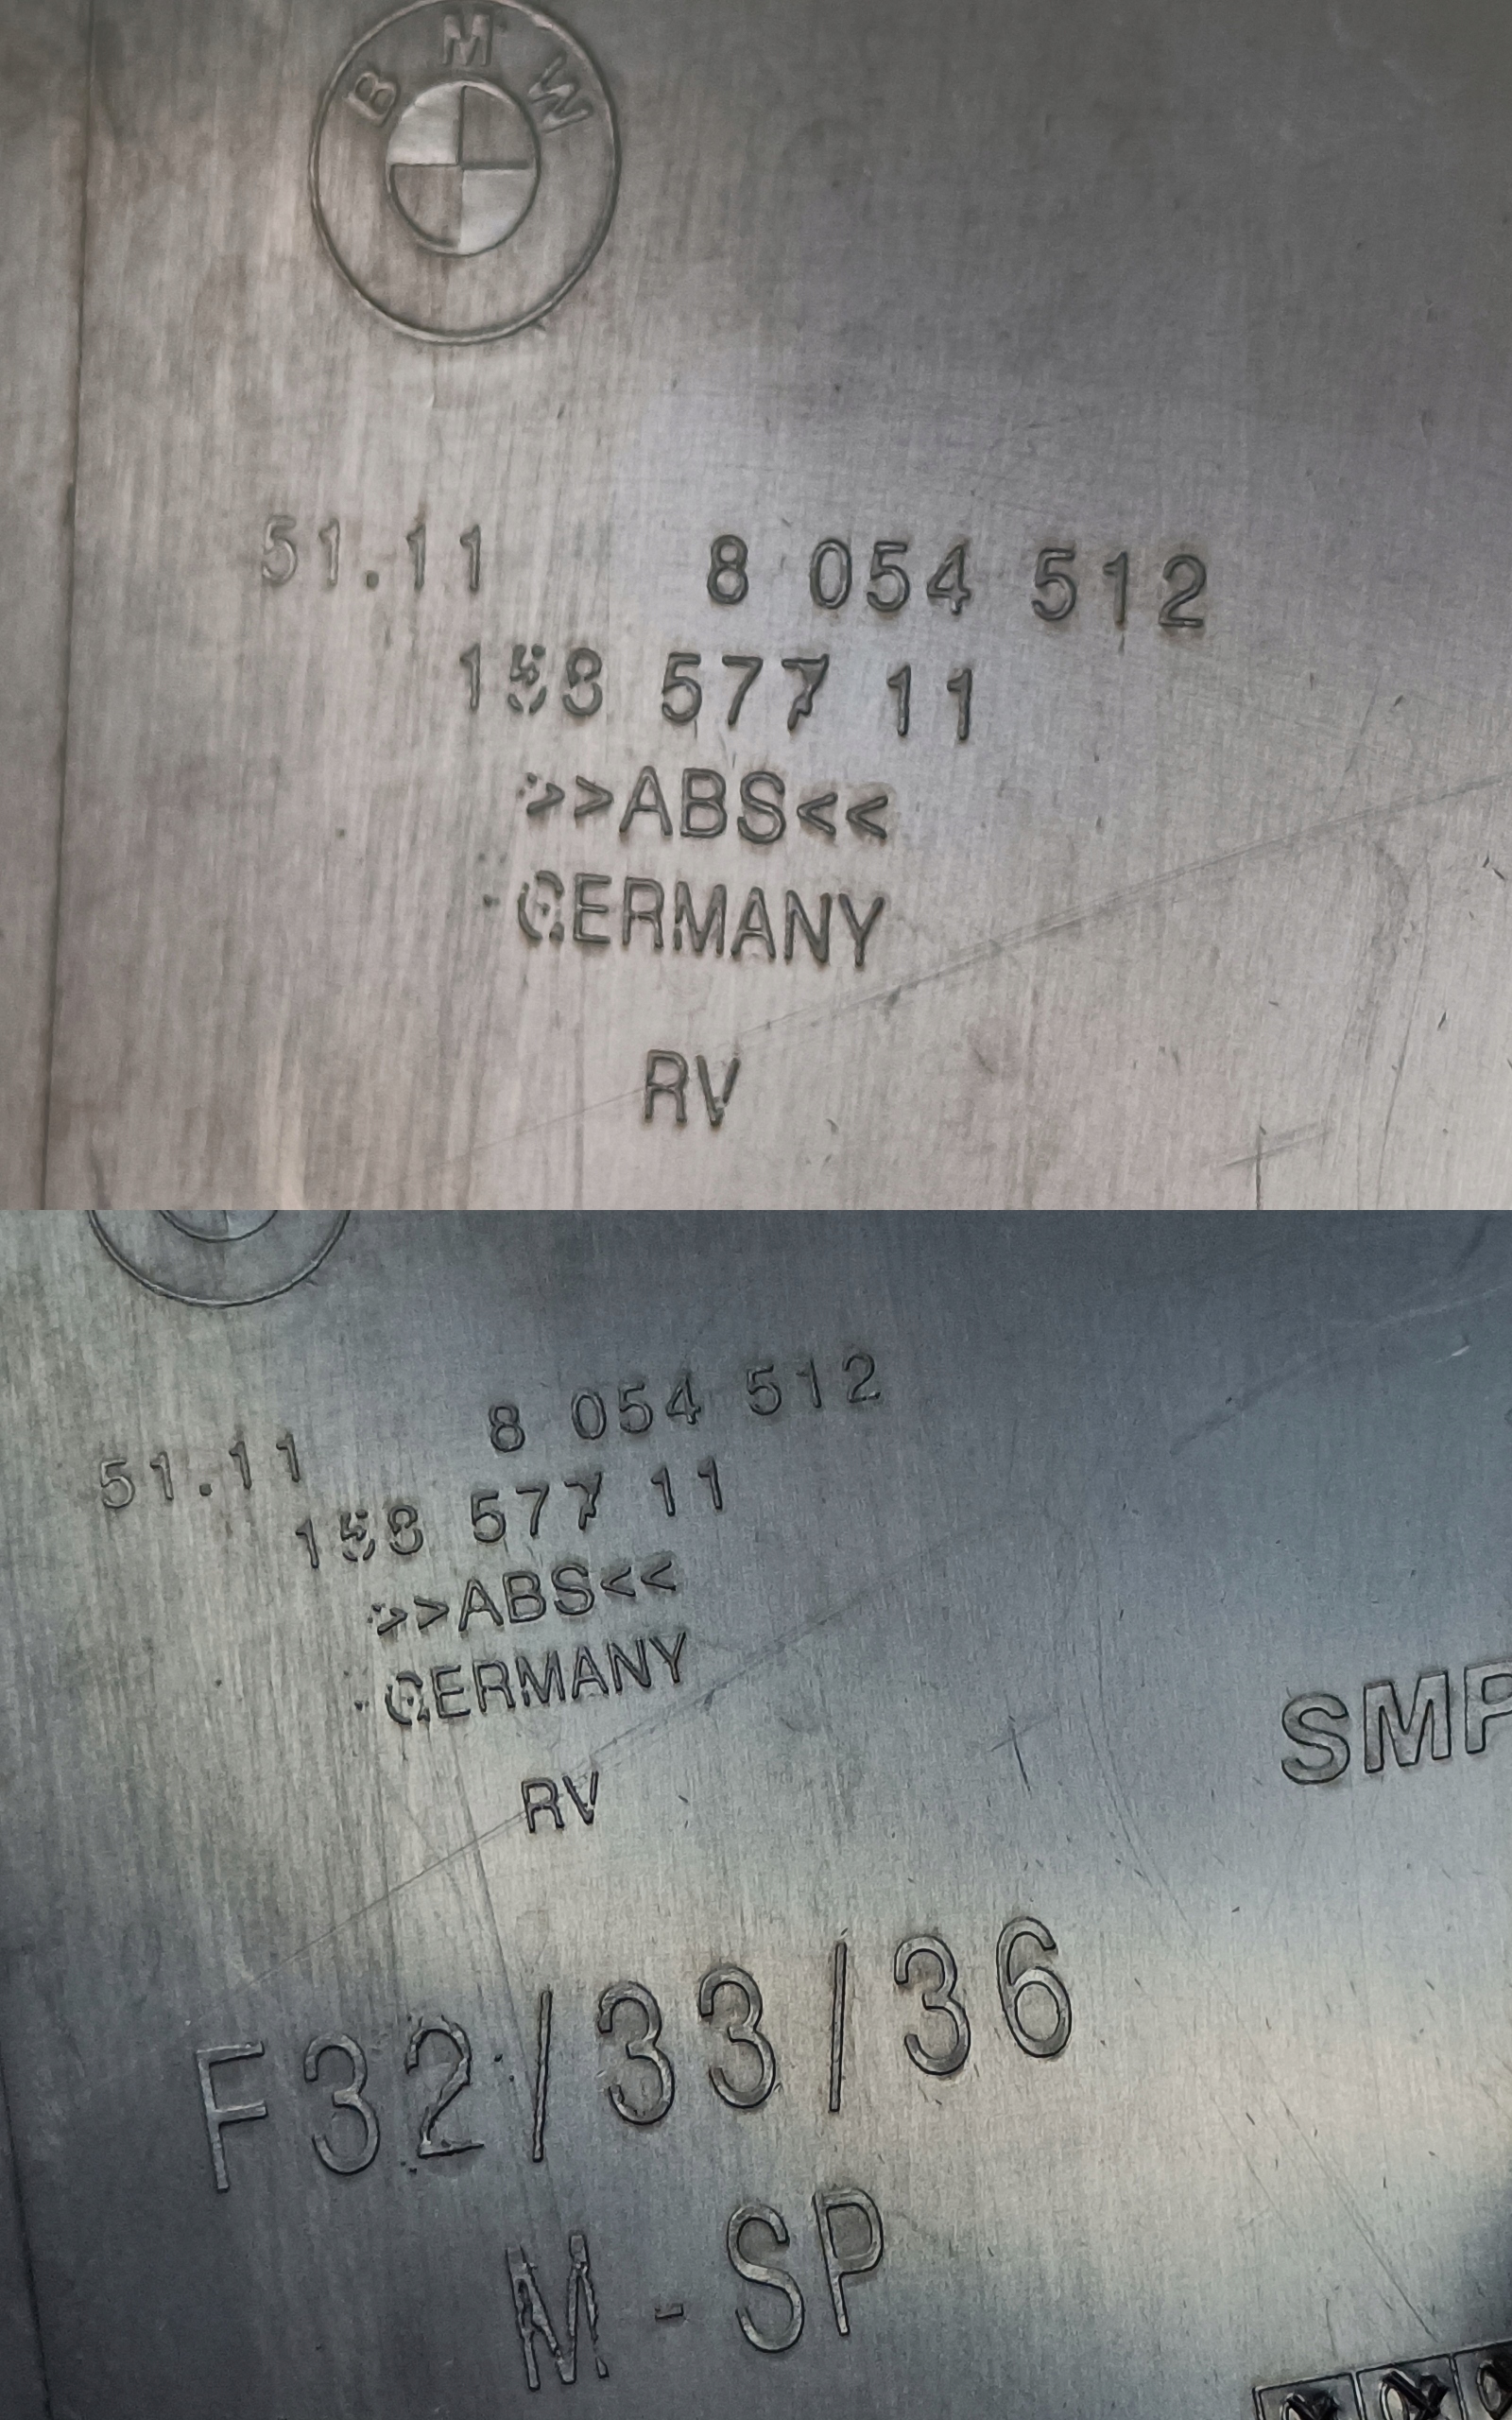 BMW
51.11 8 054 512
158 577 11
>>ABS<<
GERMANY
RV
51.11 8 054 512
158 577 11
>>ABS<<
GERMANY
RV
SMP
F32/33/36
M-SP